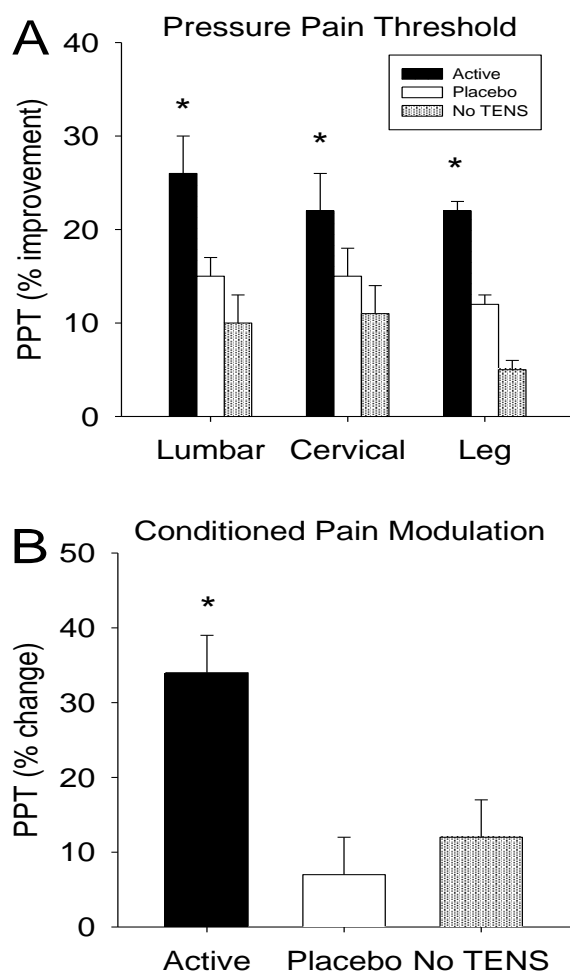 A
Pressure Pain Threshold
PPT (% improvement)
40
30
20
10
0
Active
Placebo
No TENS
*
*
*
Lumbar Cervical Leg
B
Conditioned Pain Modulation
PPT (% change)
50
40
30
20
10
0
*
Active Placebo No TENS